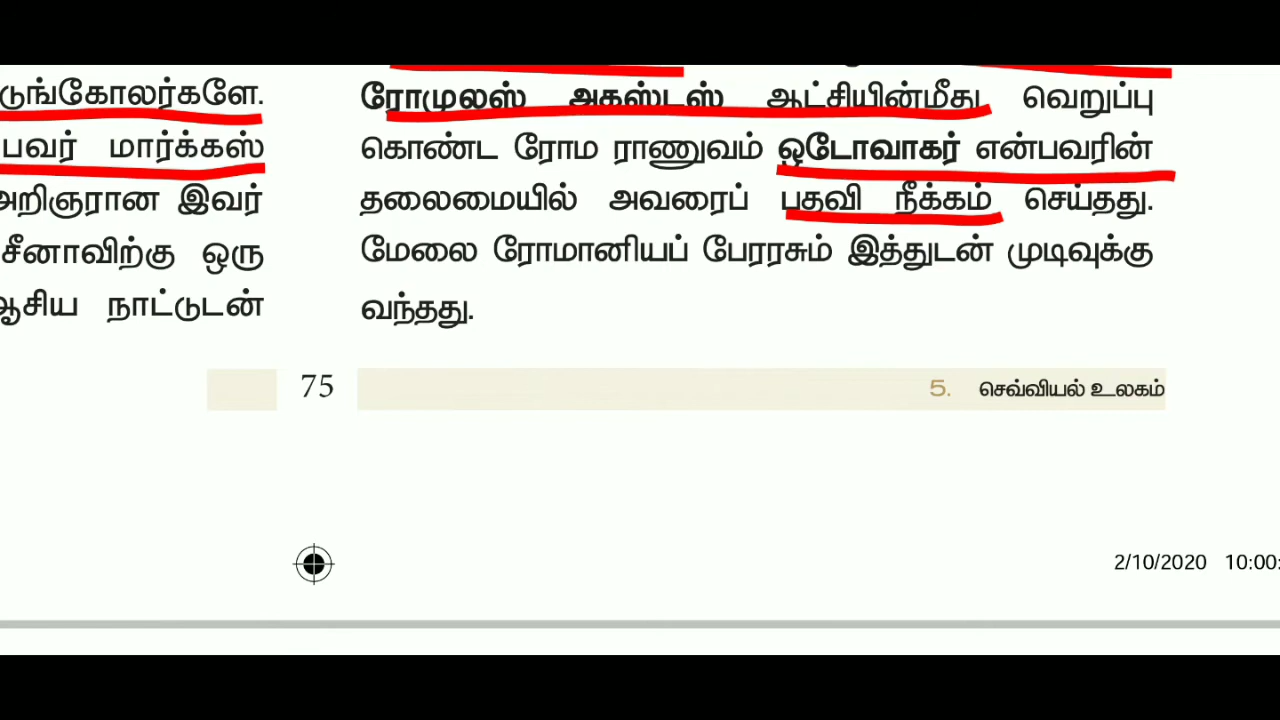 டுங்கோலர்களே.
பவர் மார்க்கஸ்
அறிஞரான இவர்
சீனாவிற்கு ஒரு
ஆசிய நாட்டுடன்
ரோமுலஸ் அகஸ்டஸ் ஆட்சியின்மீது வெறுப்பு
கொண்ட ரோம ராணுவம் ஒடோவாகர் என்பவரின்
தலைமையில் அவரைப் பதவி நீக்கம் செய்தது.
மேலை ரோமானியப் பேரரசும் இத்துடன் முடிவுக்கு
வந்தது.
75
5. செவ்வியல் உலகம்
2/10/2020 10:00: